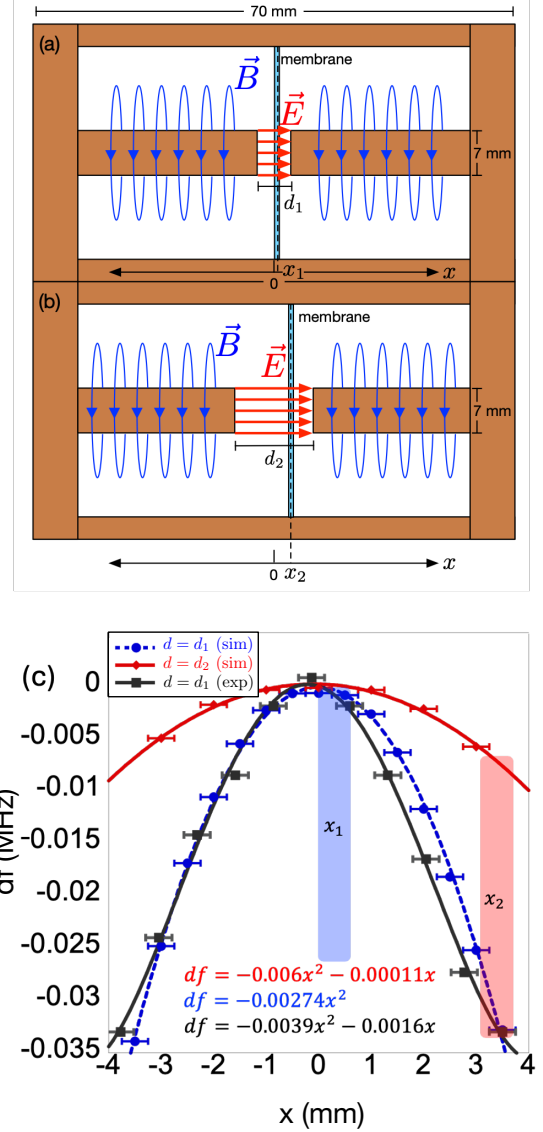 70 mm
(a)
membrane
B⃗
E⃗
7 mm
d₁
x₁
x
0
(b)
membrane
B⃗
E⃗
7 mm
d₂
0
x₂
x
(c)
d = d₁ (sim)
d = d₂ (sim)
d = d₁ (exp)
0
-0.005
-0.01
-0.015
-0.02
-0.025
-0.03
-0.035
df (MHz)
x₁
x₂
df = −0.006x² − 0.00011x
df = −0.00274x²
df = −0.0039x² − 0.0016x
-4 -3 -2 -1 0 1 2 3 4
x (mm)